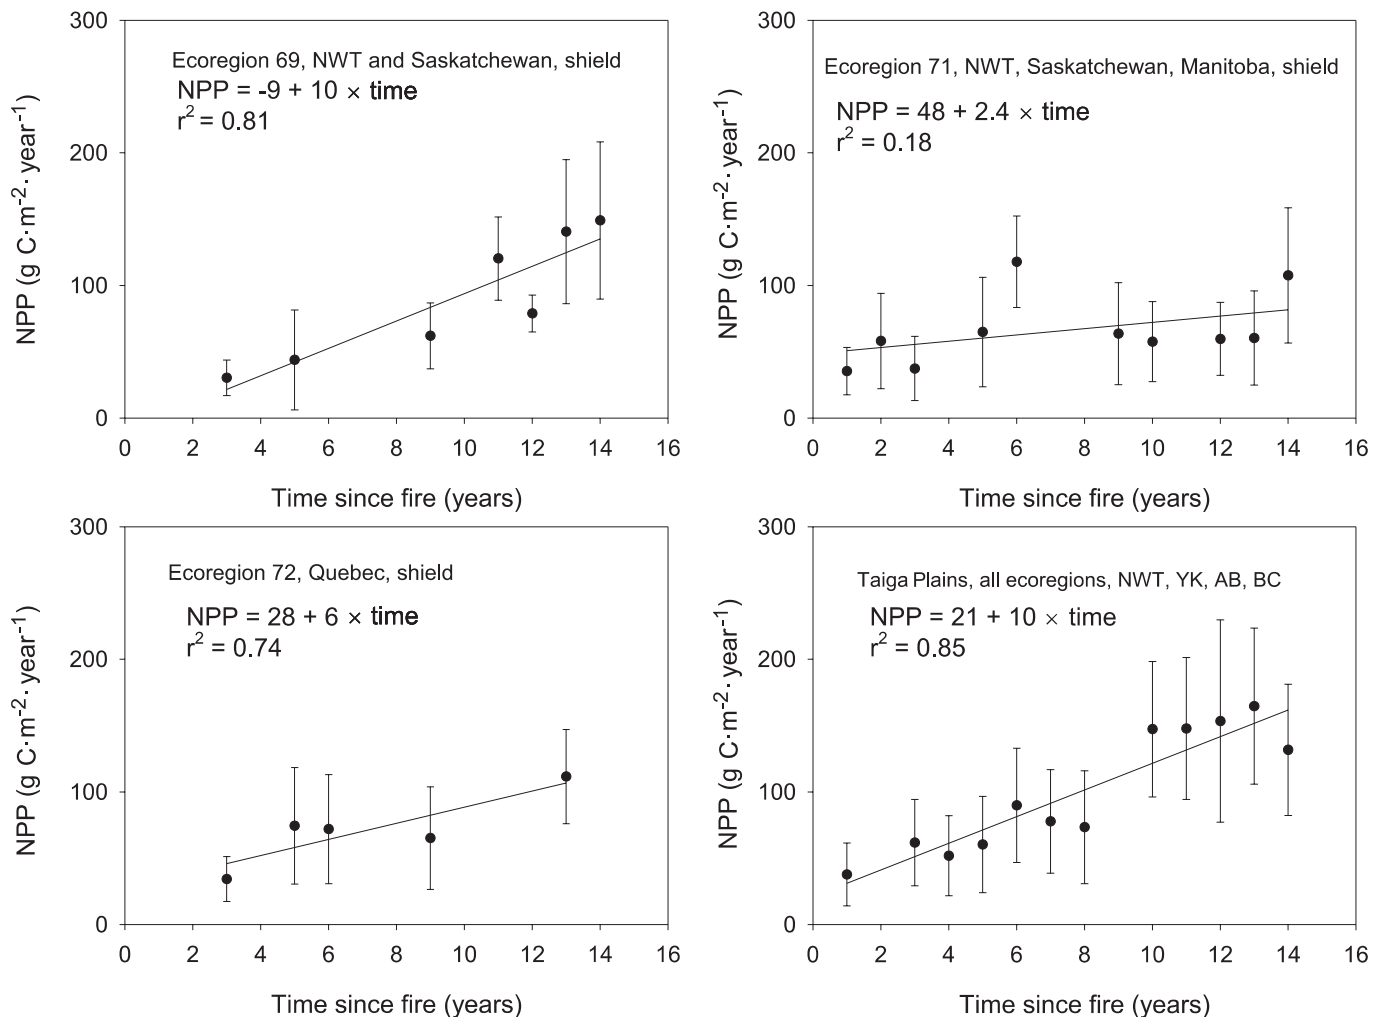 Ecoregion 69, NWT and Saskatchewan, shield
NPP = -9 + 10 × time
r² = 0.81
NPP (g C·m⁻²·year⁻¹)
300
200
100
0
0 2 4 6 8 10 12 14 16
Time since fire (years)
Ecoregion 71, NWT, Saskatchewan, Manitoba, shield
NPP = 48 + 2.4 × time
r² = 0.18
NPP (g C·m⁻²·year⁻¹)
300
200
100
0
0 2 4 6 8 10 12 14 16
Time since fire (years)
Ecoregion 72, Quebec, shield
NPP = 28 + 6 × time
r² = 0.74
NPP (g C·m⁻²·year⁻¹)
300
200
100
0
0 2 4 6 8 10 12 14 16
Time since fire (years)
Taiga Plains, all ecoregions, NWT, YK, AB, BC
NPP = 21 + 10 × time
r² = 0.85
NPP (g C·m⁻²·year⁻¹)
300
200
100
0
0 2 4 6 8 10 12 14 16
Time since fire (years)